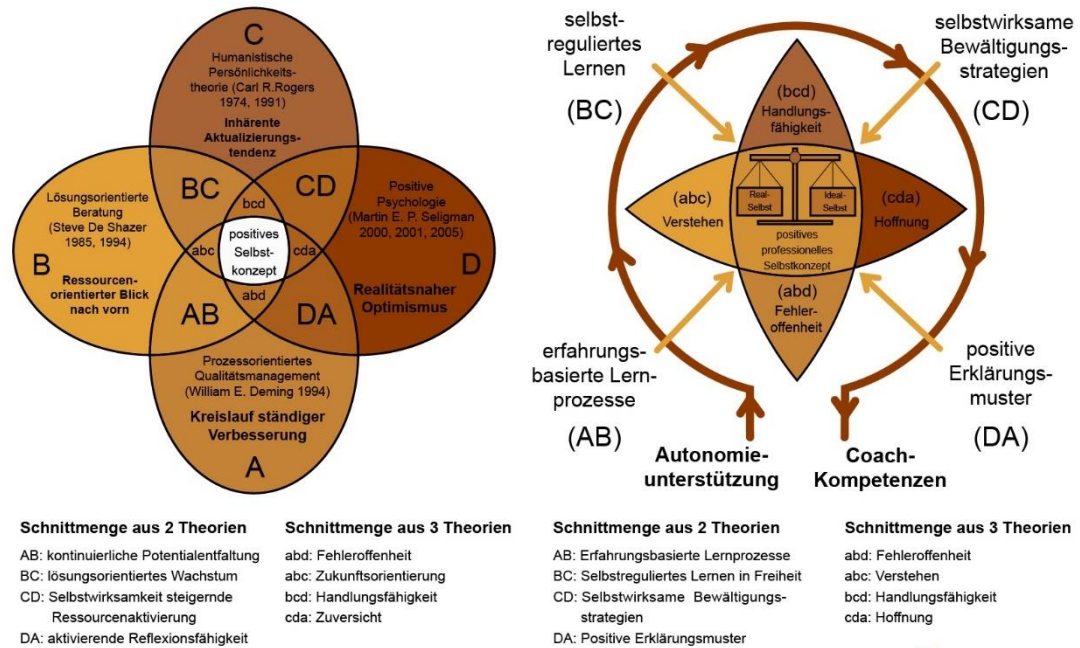 C
Humanistische
Persönlichkeits-
theorie (Carl R.Rogers
1974, 1991)
Inhärente
Aktualizierungs-
tendenz
BC
CD
bcd
Lösungsorientierte
Beratung
(Steve De Shazer
1985, 1994)
B
Ressourcen-
orientierter Blick
nach vorn
abc
positives
Selbst-
konzept
cda
Positive
Psychologie
(Martin E. P. Seligman
2000, 2001, 2005)
D
Realitätsnaher
Optimismus
abd
AB
DA
Prozessorientiertes
Qualitätsmanagement
(William E. Deming 1994)
Kreislauf ständiger
Verbesserung
A
Schnittmenge aus 2 Theorien
AB: kontinuierliche Potentialentfaltung
BC: lösungsorientiertes Wachstum
CD: Selbstwirksamkeit steigernde
Ressourcenaktivierung
DA: aktivierende Reflexionsfähigkeit
Schnittmenge aus 3 Theorien
abd: Fehleroffenheit
abc: Zukunftsorientierung
bcd: Handlungsfähigkeit
cda: Zuversicht
selbst-
reguliertes
Lernen
(BC)
selbstwirksame
Bewältigungs-
strategien
(CD)
(bcd)
Handlungs-
fähigkeit
(abc)
Verstehen
Real-
Selbst
Ideal-
Selbst
positives
professionelles
Selbstkonzept
(cda)
Hoffnung
(abd)
Fehler-
offenheit
erfahrungs-
basierte Lern-
prozesse
(AB)
positive
Erklärungs-
muster
(DA)
Autonomie-
unterstützung
Coach-
Kompetenzen
Schnittmenge aus 2 Theorien
AB: Erfahrungsbasierte Lernprozesse
BC: Selbstreguliertes Lernen in Freiheit
CD: Selbstwirksame Bewältigungs-
strategien
DA: Positive Erklärungsmuster
Schnittmenge aus 3 Theorien
abd: Fehleroffenheit
abc: Verstehen
bcd: Handlungsfähigkeit
cda: Hoffnung